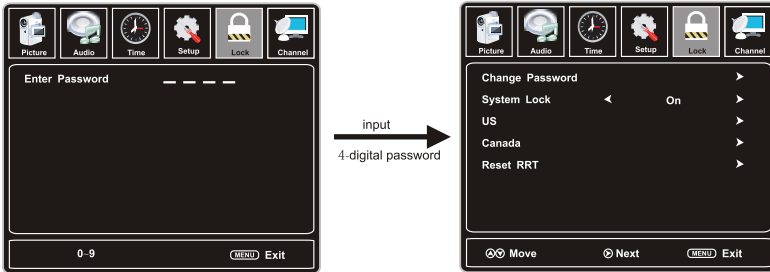 Picture Audio Time Setup Lock Channel
Enter Password _ _ _ _
0~9 MENU Exit
input
4-digital password
Picture Audio Time Setup Lock Channel
Change Password
System Lock On
US
Canada
Reset RRT
Move Next MENU Exit